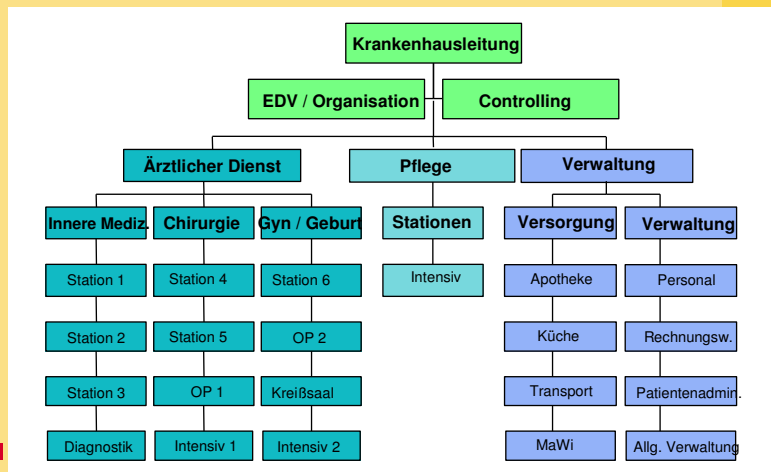 Krankenhausleitung
EDV / Organisation Controlling
Ärztlicher Dienst Pflege Verwaltung
Innere Mediz. Chirurgie Gyn / Geburt Stationen Versorgung Verwaltung
Station 1 Station 4 Station 6 Intensiv Apotheke Personal
Station 2 Station 5 OP 2 Küche Rechnungsw.
Station 3 OP 1 Kreißsaal Transport Patientenadmin.
Diagnostik Intensiv 1 Intensiv 2 MaWi Allg. Verwaltung